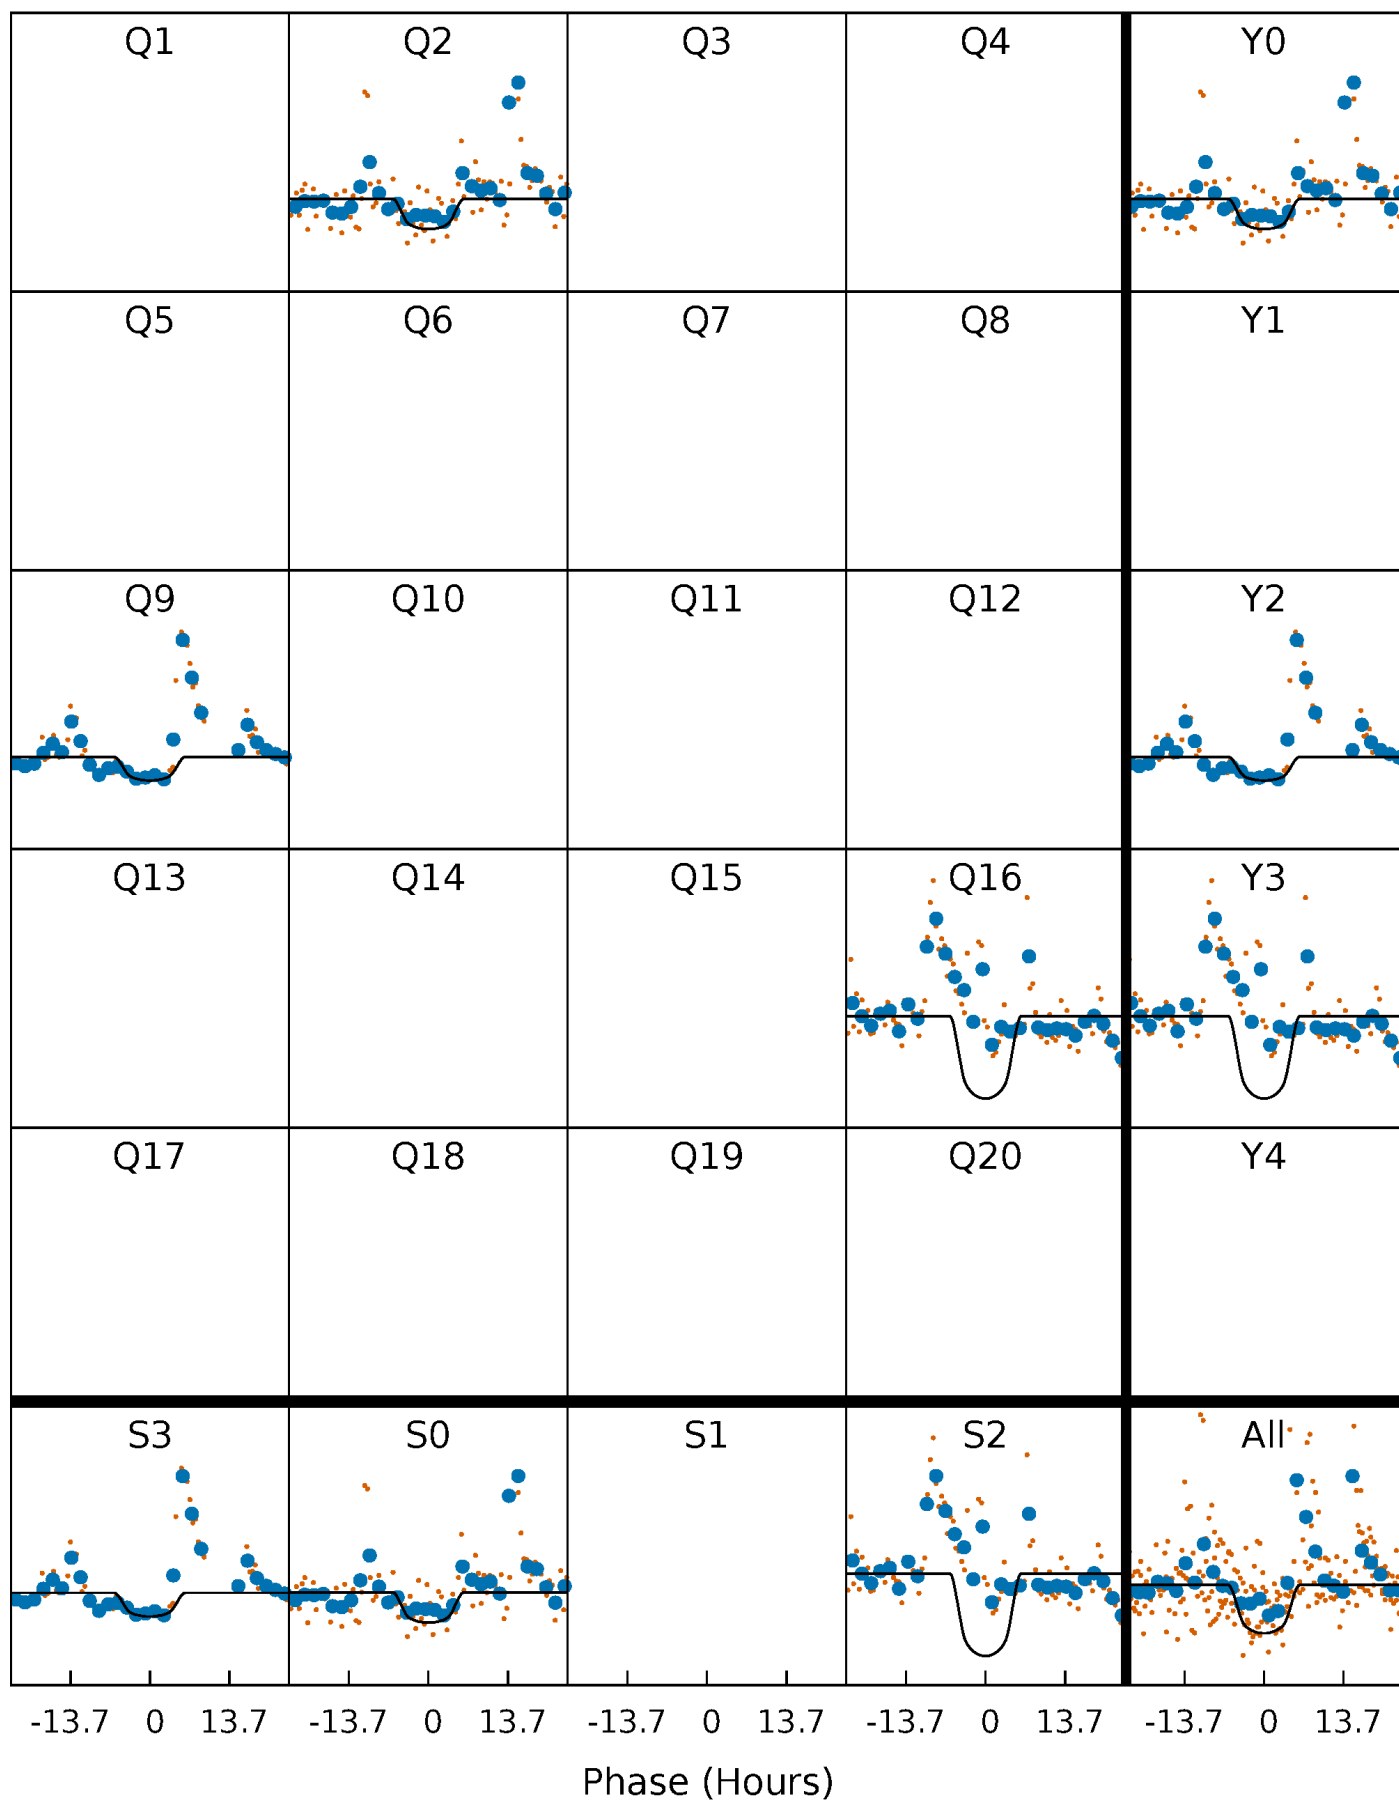 Q1 Q2 Q3 Q4 Y0
Q5 Q6 Q7 Q8 Y1
Q9 Q10 Q11 Q12 Y2
Q13 Q14 Q15 Q16 Y3
Q17 Q18 Q19 Q20 Y4
S3 S0 S1 S2 All
-13.7 0 13.7 -13.7 0 13.7 -13.7 0 13.7 -13.7 0 13.7 -13.7 0 13.7
Phase (Hours)